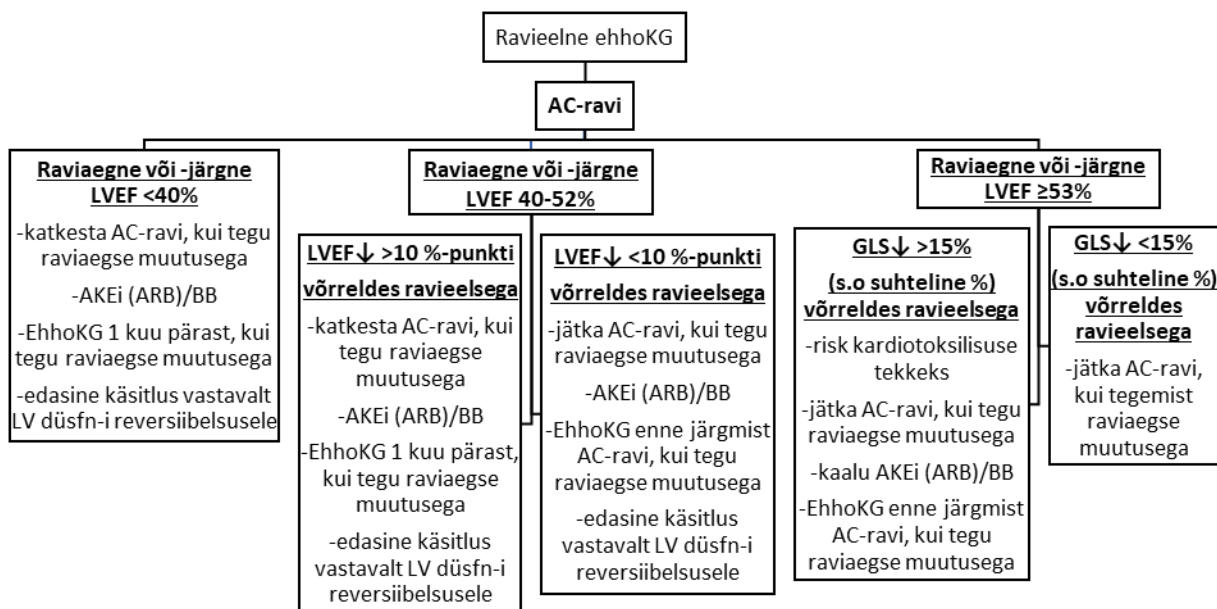 Ravieelne ehhoKG
AC-ravi
Raviaegne või -järgne
LVEF <40%
-katkesta AC-ravi, kui tegu
raviaegse muutusega
-AKEi (ARB)/BB
-EhhoKG 1 kuu pärast, kui
tegu raviaegse muutusega
-edasine käsitlus vastavalt
LV düsfn-i reversiibelsusele
Raviaegne või -järgne
LVEF 40-52%
LVEF↓ >10 %-punkti
võrreldes ravieelsega
-katkesta AC-ravi, kui
tegu raviaegse
muutusega
-AKEi (ARB)/BB
-EhhoKG 1 kuu pärast,
kui tegu raviaegse
muutusega
-edasine käsitlus
vastavalt LV düsfn-i
reversiibelsusele
LVEF↓ <10 %-punkti
võrreldes ravieelsega
-jätka AC-ravi, kui tegu
raviaegse muutusega
-AKEi (ARB)/BB
-EhhoKG enne järgmist
AC-ravi, kui tegu
raviaegse muutusega
-edasine käsitlus
vastavalt LV düsfn-i
reversiibelsusele
Raviaegne või -järgne
LVEF ≥53%
GLS↓ >15%
(s.o suhteline %)
võrreldes ravieelsega
-risk kardiotoksilisuse
tekkeks
-jätka AC-ravi, kui tegu
raviaegse muutusega
-kaalu AKEi (ARB)/BB
-EhhoKG enne järgmist
AC-ravi, kui tegu
raviaegse muutusega
GLS↓ <15%
(s.o suhteline %)
võrreldes
ravieelsega
-jätka AC-ravi,
kui tegemist
raviaegse
muutusega